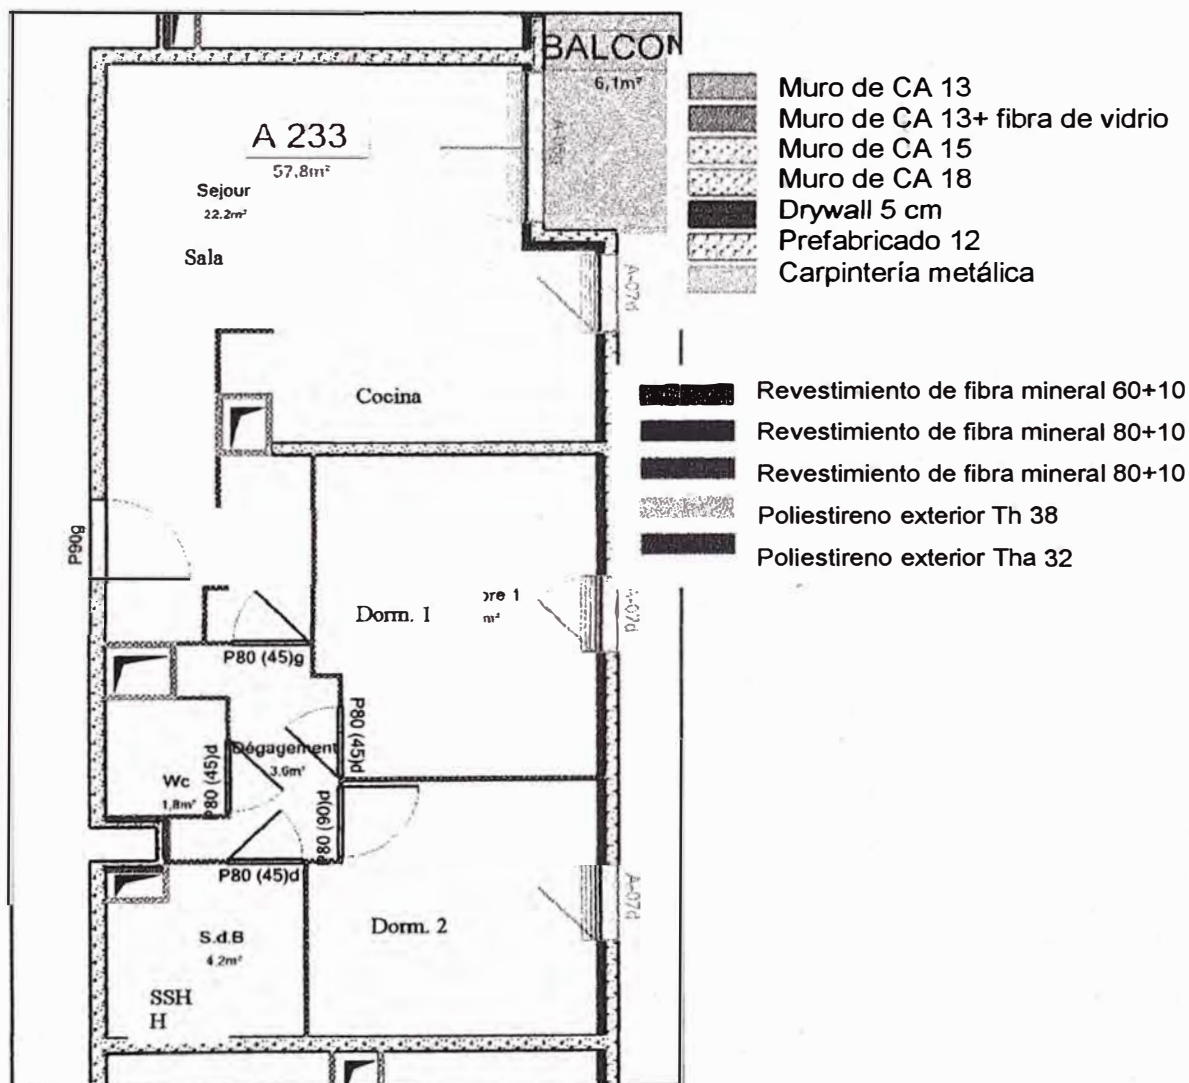 BALCON
6,1m²
A 233
57,8m²
Sejour
22.2m²
Sala
A-07d
Cocina
P90g
Dorm. 1
ore 1
m²
A-07d
P80 (45)g
P80 (45)d
Dégagement
3.6m²
Wc
1,8m²
P80 (45)d
P80 (90)d
P80 (45)d
A-07d
Dorm. 2
S.d.B
4.2m²
SSH
H
Muro de CA 13
Muro de CA 13+ fibra de vidrio
Muro de CA 15
Muro de CA 18
Drywall 5 cm
Prefabricado 12
Carpintería metálica
Revestimiento de fibra mineral 60+10
Revestimiento de fibra mineral 80+10
Revestimiento de fibra mineral 80+10
Poliestireno exterior Th 38
Poliestireno exterior Tha 32